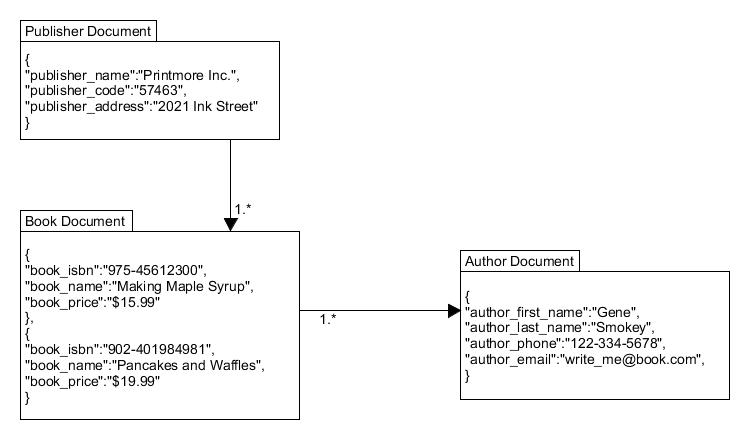 Publisher Document
{
"publisher_name":"Printmore Inc.",
"publisher_code":"57463",
"publisher_address":"2021 Ink Street"
}
1.*
Book Document
{
"book_isbn":"975-45612300",
"book_name":"Making Maple Syrup",
"book_price":"$15.99"
},
{
"book_isbn":"902-401984981",
"book_name":"Pancakes and Waffles",
"book_price":"$19.99"
}
1.*
Author Document
{
"author_first_name":"Gene",
"author_last_name":"Smokey",
"author_phone":"122-334-5678",
"author_email":"write_me@book.com",
}